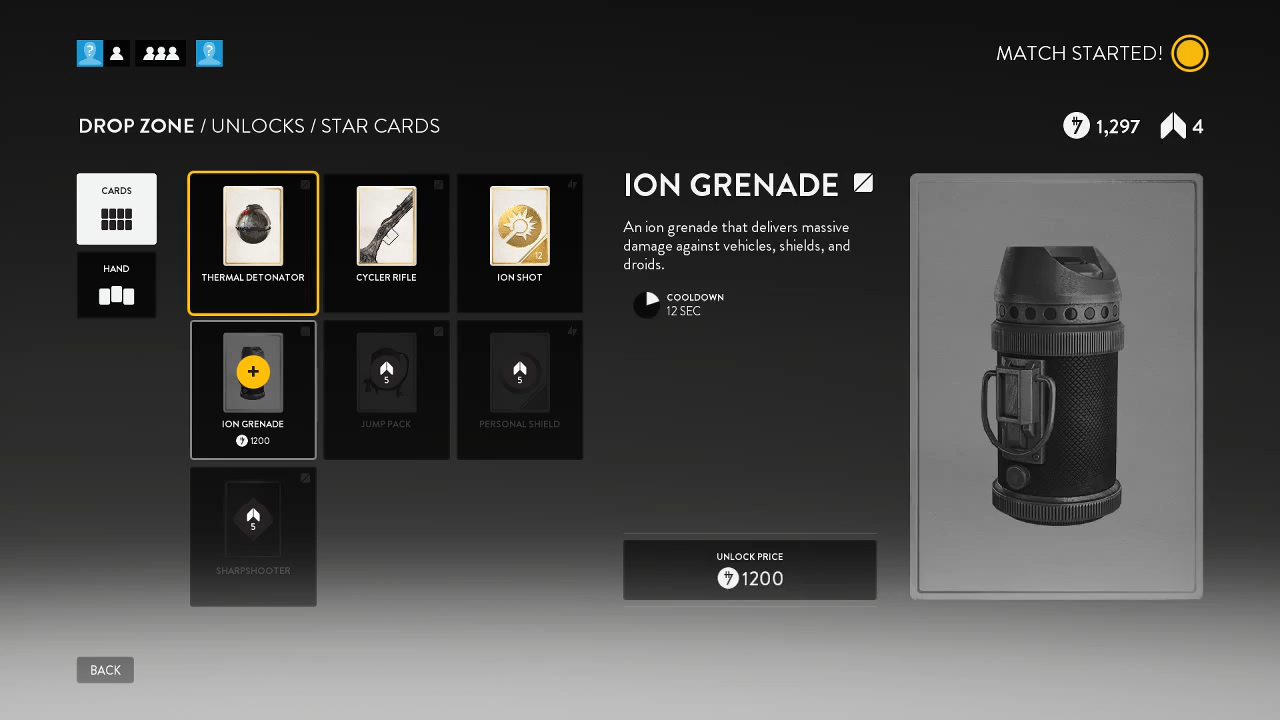 MATCH STARTED!
DROP ZONE / UNLOCKS / STAR CARDS
1,297
4
CARDS
HAND
THERMAL DETONATOR
CYCLER RIFLE
12
ION SHOT
ION GRENADE
1200
5
JUMP PACK
5
PERSONAL SHIELD
5
SHARPSHOOTER
ION GRENADE
An ion grenade that delivers massive
damage against vehicles, shields, and
droids.
COOLDOWN
12 SEC
UNLOCK PRICE
1200
BACK